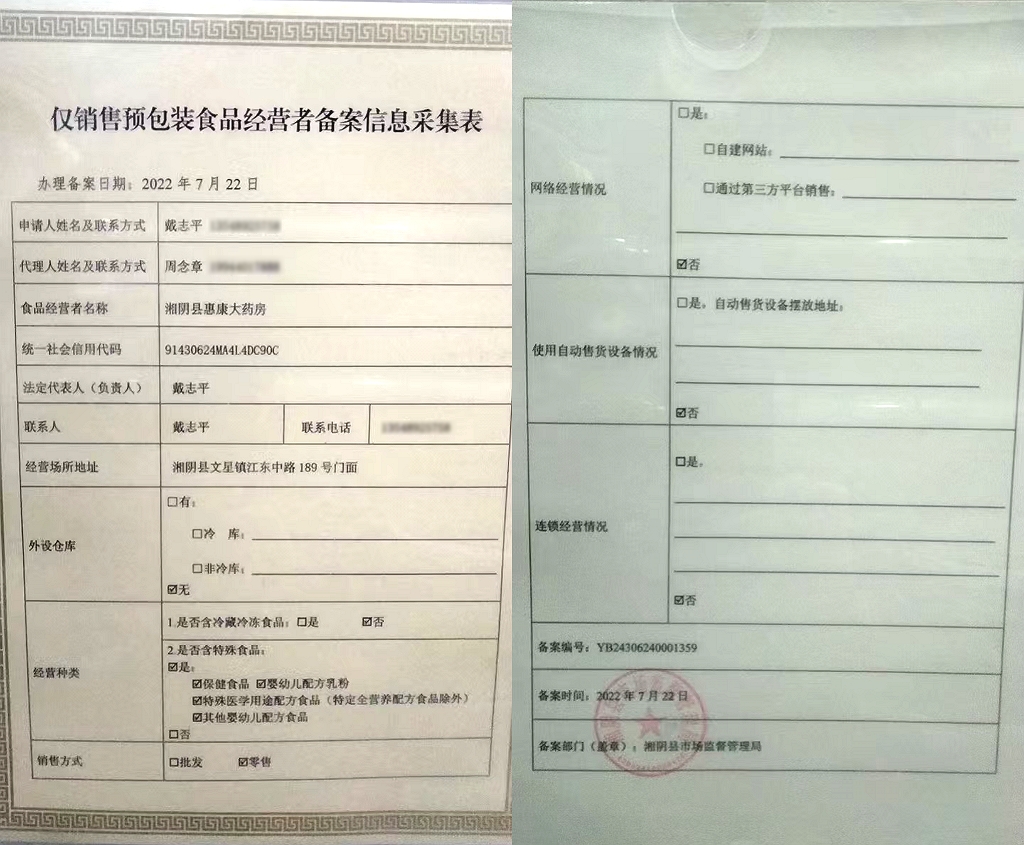 仅销售预包装食品经营者备案信息采集表
办理备案日期：2022 年 7 月 22 日
申请人姓名及联系方式 戴志平
代理人姓名及联系方式 周念章
食品经营者名称 湘阴县惠康大药房
统一社会信用代码 91430624MA4L4DC90C
法定代表人（负责人） 戴志平
联系人 戴志平 联系电话
经营场所地址 湘阴县文星镇江东中路 189 号门面
外设仓库
☐有：
☐冷 库：
☐非冷库：
☑无
经营种类
1.是否含冷藏冷冻食品：☐是 ☑否
2.是否含特殊食品：
☑是：
☑保健食品 ☑婴幼儿配方乳粉
☑特殊医学用途配方食品（特定全营养配方食品除外）
☑其他婴幼儿配方食品
☐否
销售方式 ☐批发 ☑零售
网络经营情况
☐是：
☐自建网站：
☐通过第三方平台销售：
☑否
使用自动售货设备情况
☐是，自动售货设备摆放地址：
☑否
连锁经营情况
☐是，
☑否
备案编号：YB24306240001359
备案时间：2022 年 7 月 22 日
备案部门（盖章）：湘阴县市场监督管理局